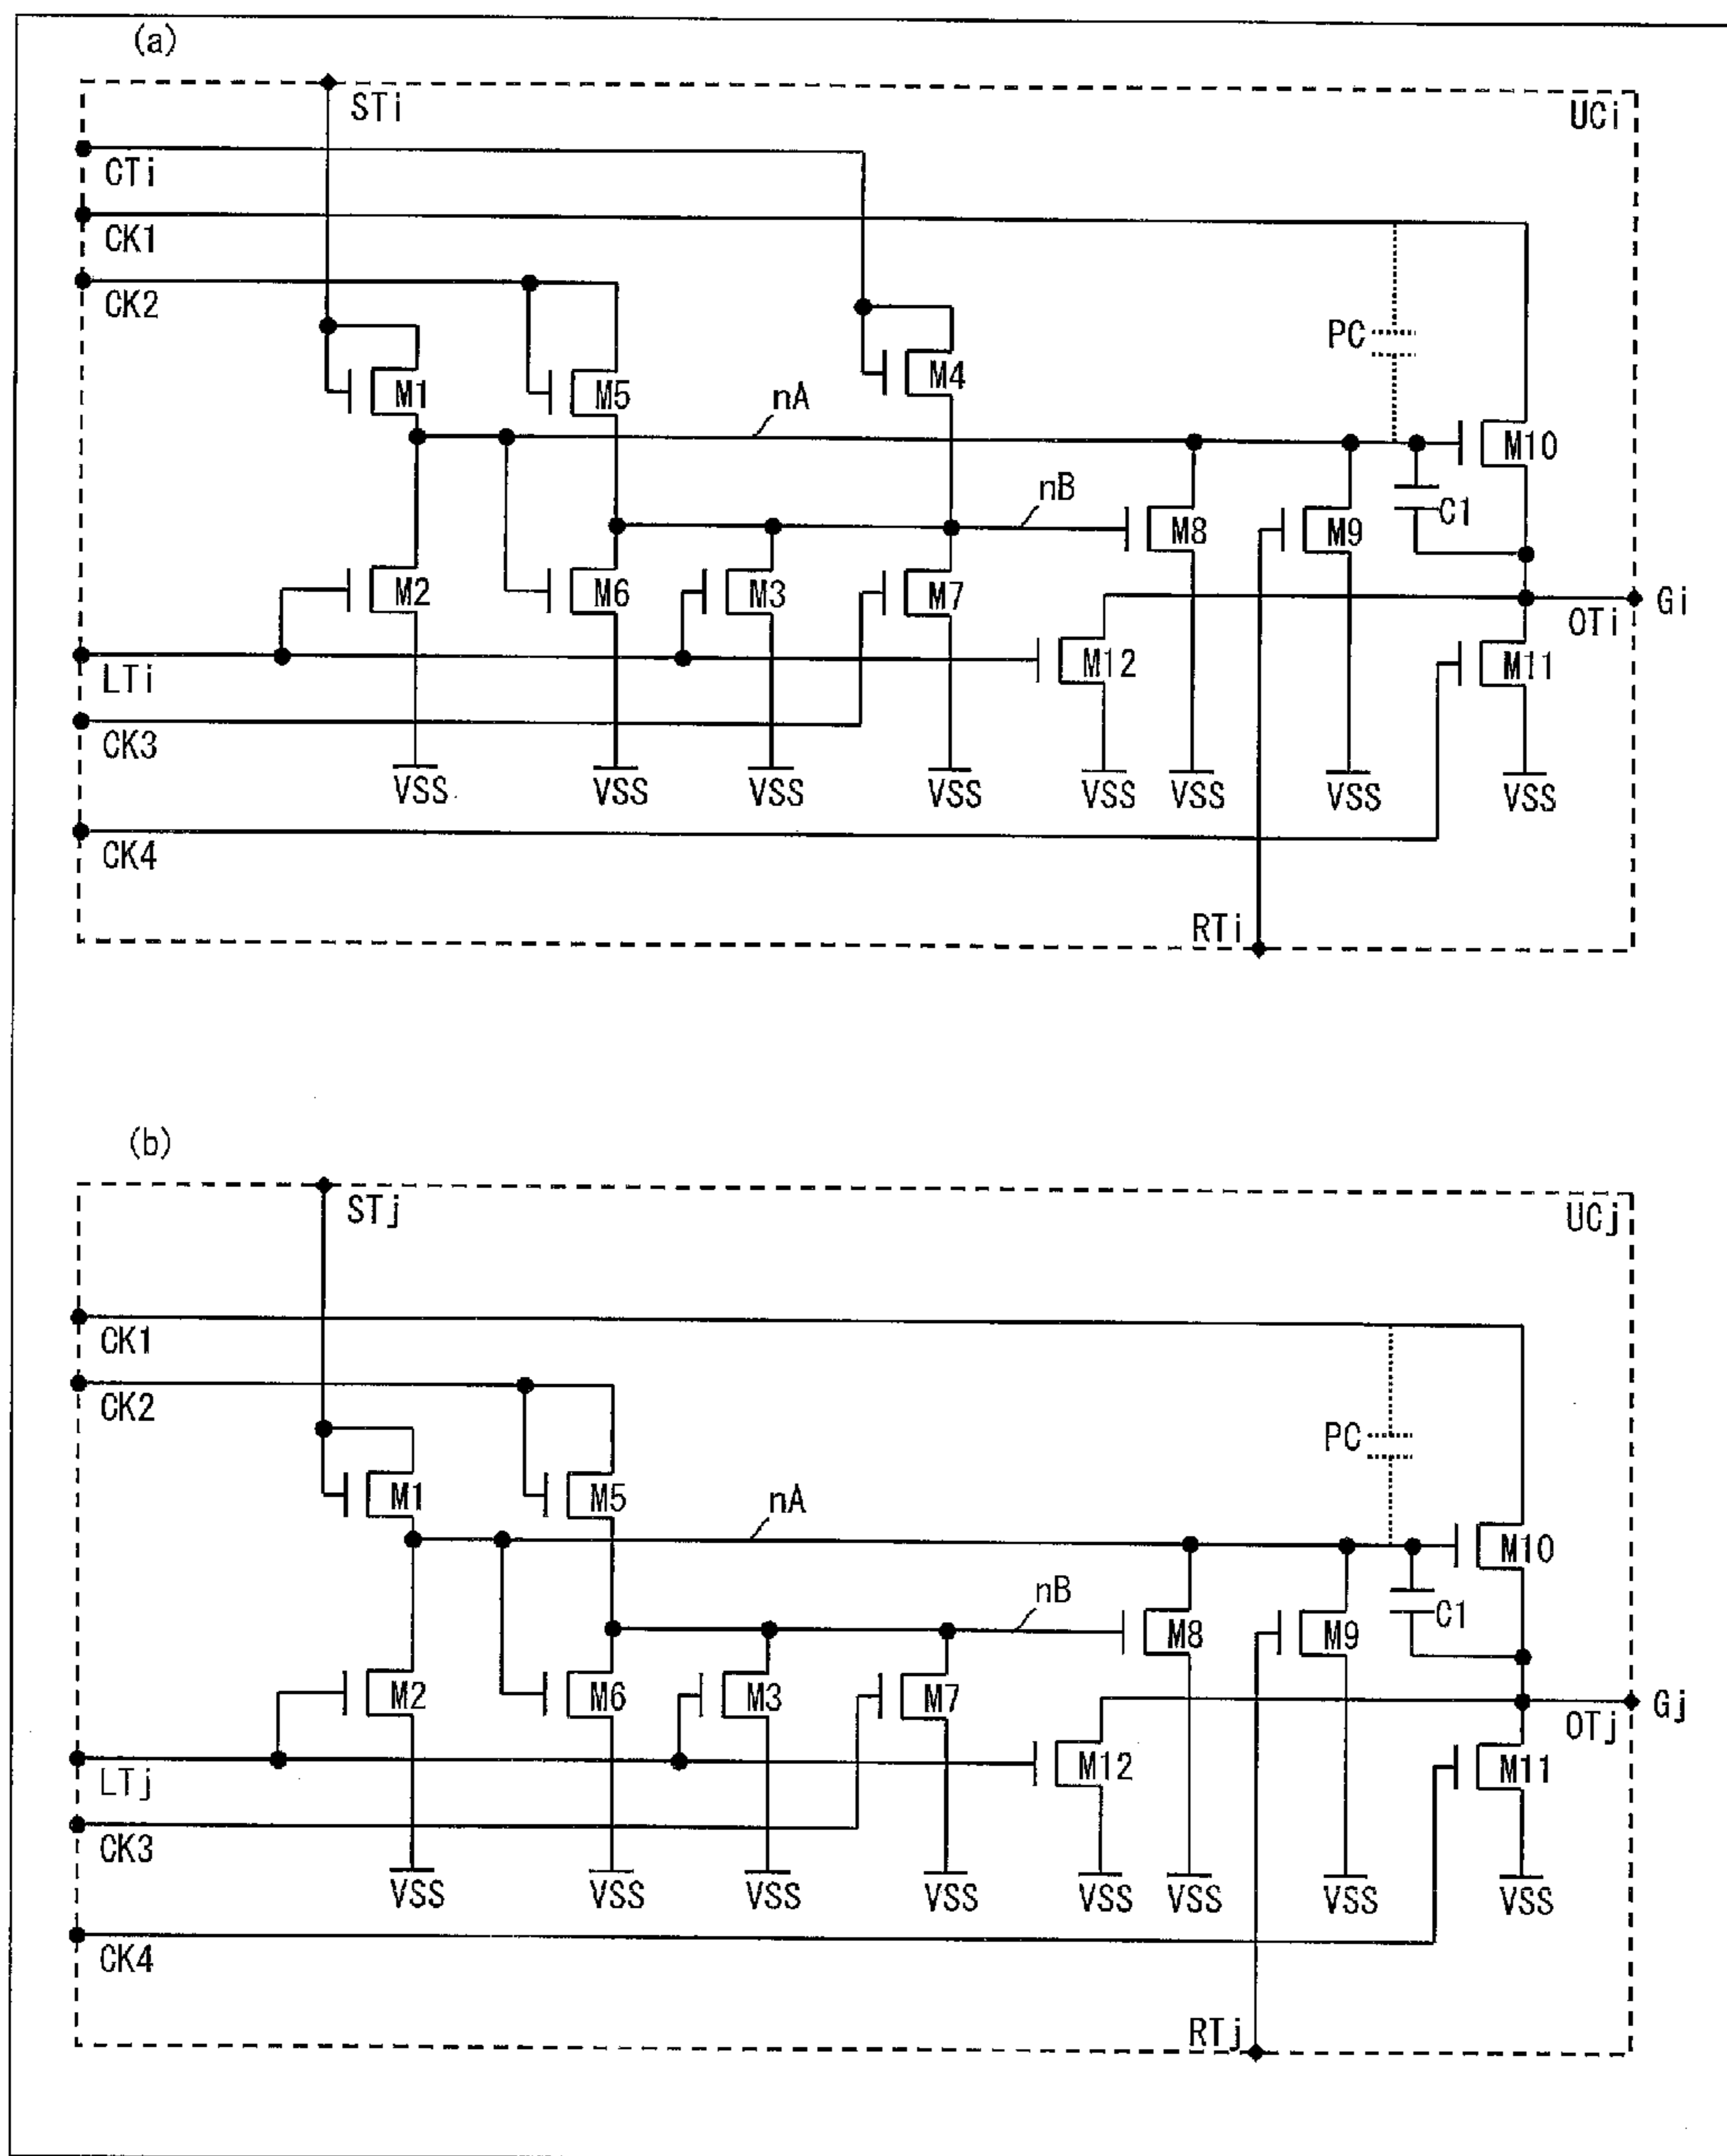 (a)
STi
UCi
CTi
CK1
CK2
PC
M1
M5
M4
nA
M10
nB
C1
M8
M9
M2
M6
M3
M7
Gi
OTi
M12
M11
LTi
CK3
VSS
VSS
VSS
VSS
VSS
VSS
VSS
VSS
CK4
RTi
(b)
STj
UCj
CK1
CK2
PC
M1
M5
nA
M10
nB
C1
M8
M9
M2
M6
M3
M7
Gj
OTj
M12
M11
LTj
CK3
VSS
VSS
VSS
VSS
VSS
VSS
VSS
VSS
CK4
RTj